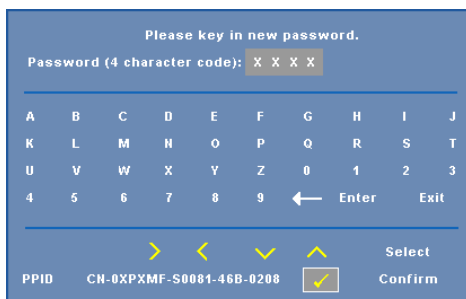 Please key in new password.
Password (4 character code): X X X X
A B C D E F G H I J
K L M N O P Q R S T
U V W X Y Z 0 1 2 3
4 5 6 7 8 9 ← Enter Exit
Select
PPID CN-0XPXMF-S0081-46B-0208 Confirm